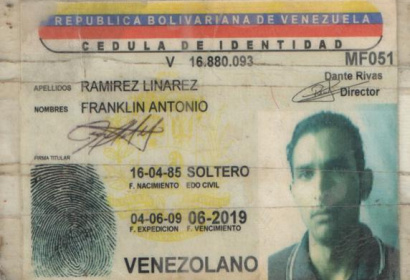 REPUBLICA BOLIVARIANA DE VENEZUELA
CEDULA DE IDENTIDAD
V 16.880.093 MF051
Dante Rivas
Director
APELLIDOS RAMIREZ LINAREZ
NOMBRES FRANKLIN ANTONIO
FIRMA TITULAR
16-04-85 SOLTERO
F. NACIMIENTO EDO CIVIL
04-06-09 06-2019
F. EXPEDICION F. VENCIMIENTO
VENEZOLANO